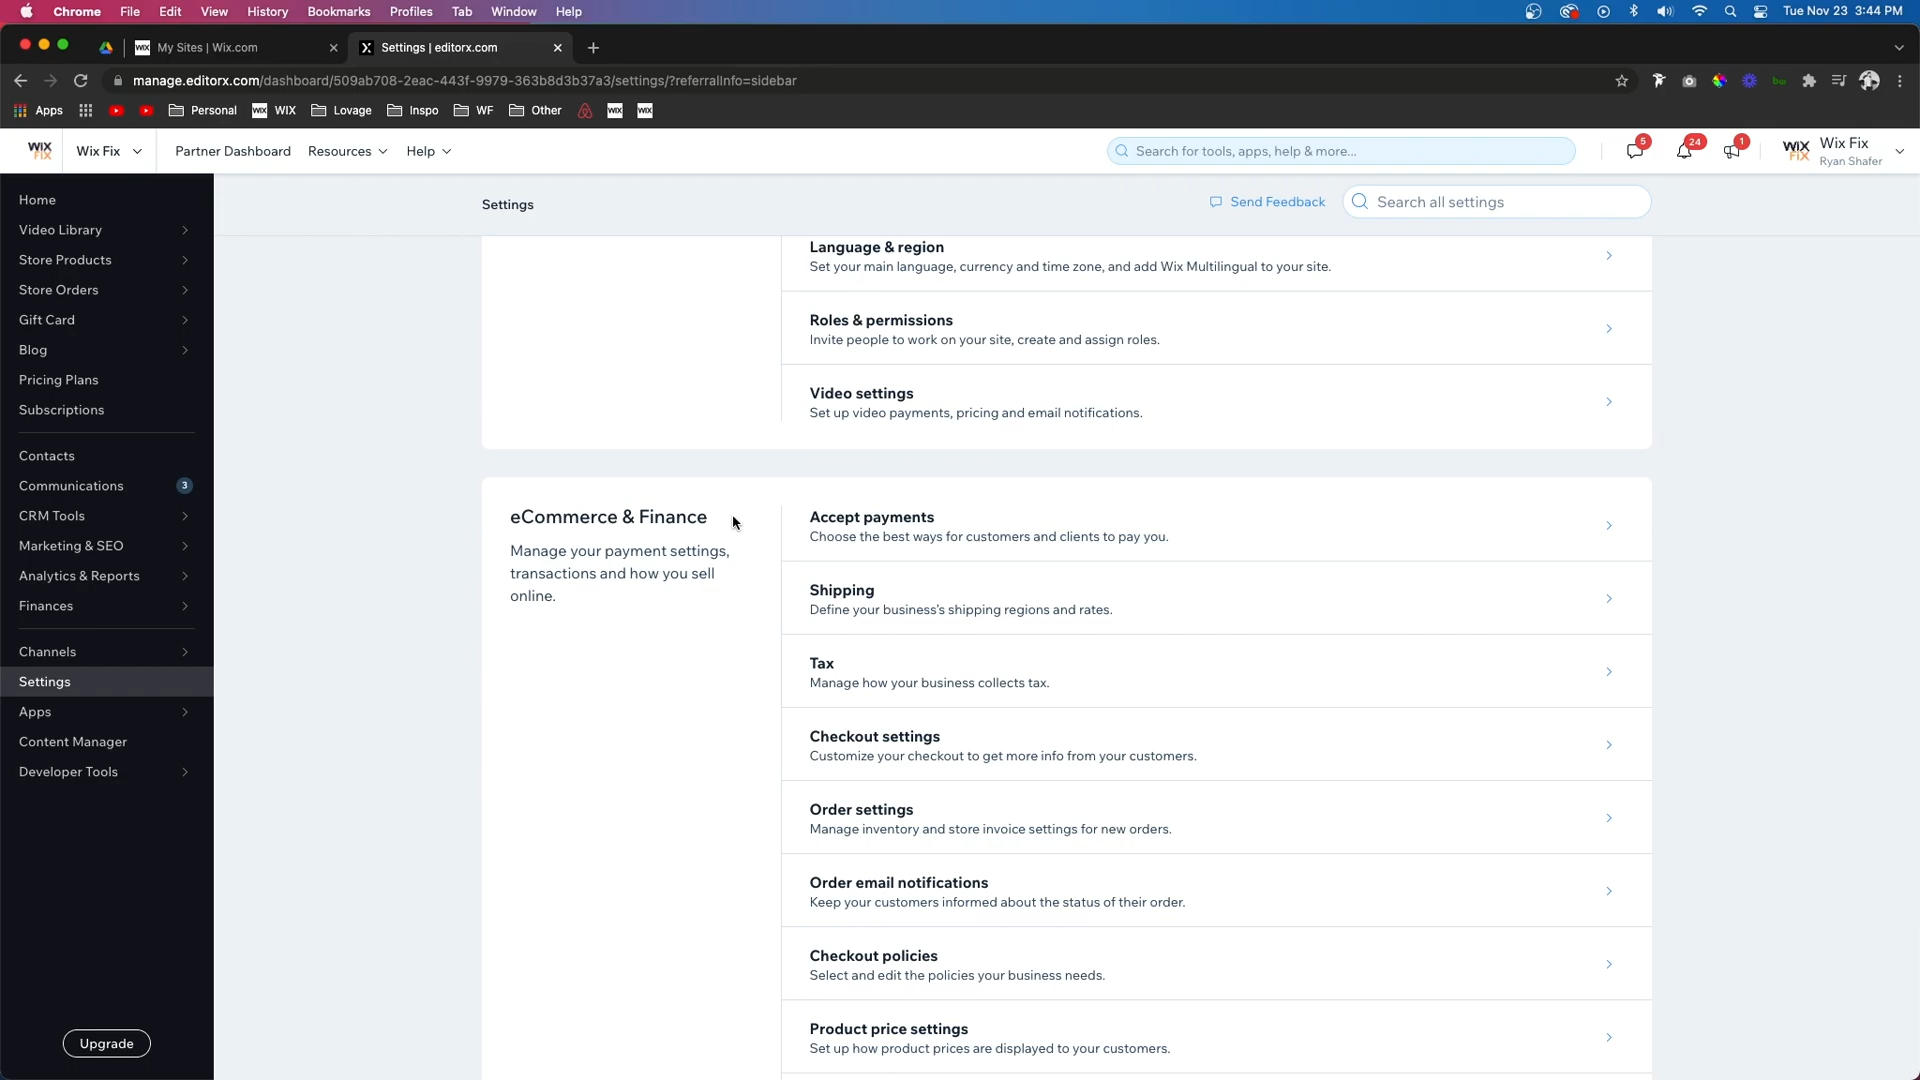 Chrome File Edit View History Bookmarks Profiles Tab Window Help Tue Nov 23 3:44 PM
WIX My Sites | Wix.com X Settings | editorx.com
manage.editorx.com/dashboard/509ab708-2eac-443f-9979-363b8d3b37a3/settings/?referralInfo=sidebar
Apps Personal WIX WIX Lovage Inspo WF Other WIX WIX
WIX FIX Wix Fix Partner Dashboard Resources Help Search for tools, apps, help & more... 5 24 1 WIX FIX Wix Fix
Ryan Shafer
Home
Video Library
Store Products
Store Orders
Gift Card
Blog
Pricing Plans
Subscriptions
Contacts
Communications 3
CRM Tools
Marketing & SEO
Analytics & Reports
Finances
Channels
Settings
Apps
Content Manager
Developer Tools
Upgrade
Settings Send Feedback Search all settings
Language & region
Set your main language, currency and time zone, and add Wix Multilingual to your site.
Roles & permissions
Invite people to work on your site, create and assign roles.
Video settings
Set up video payments, pricing and email notifications.
eCommerce & Finance
Manage your payment settings,
transactions and how you sell
online.
Accept payments
Choose the best ways for customers and clients to pay you.
Shipping
Define your business's shipping regions and rates.
Tax
Manage how your business collects tax.
Checkout settings
Customize your checkout to get more info from your customers.
Order settings
Manage inventory and store invoice settings for new orders.
Order email notifications
Keep your customers informed about the status of their order.
Checkout policies
Select and edit the policies your business needs.
Product price settings
Set up how product prices are displayed to your customers.